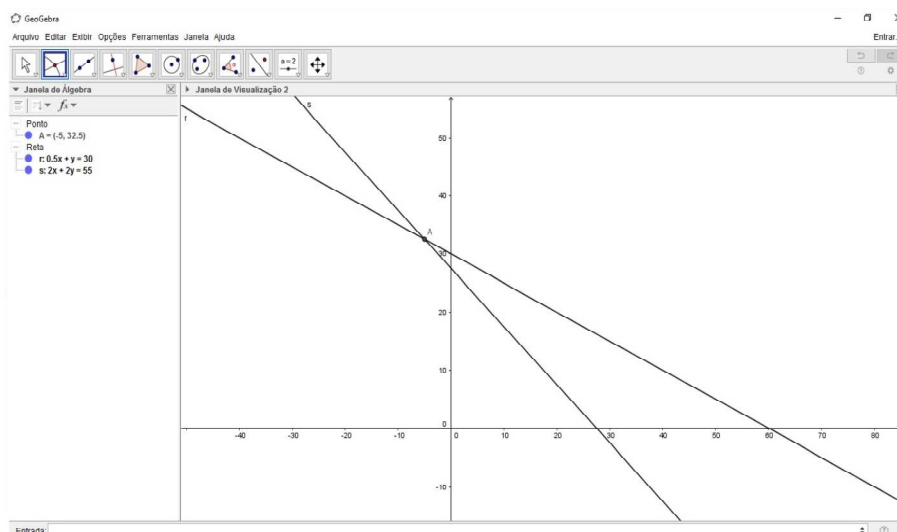 GeoGebra
Arquivo Editar Exibir Opções Ferramentas Janela Ajuda
Entrar...
a = 2
Janela de Álgebra
Janela de Visualização 2
Ponto
A = (-5, 32.5)
Reta
r: 0.5x + y = 30
s: 2x + 2y = 55
r
s
A
50
40
30
20
10
0
-10
-40 -30 -20 -10 0 10 20 30 40 50 60 70 80
Entrada: